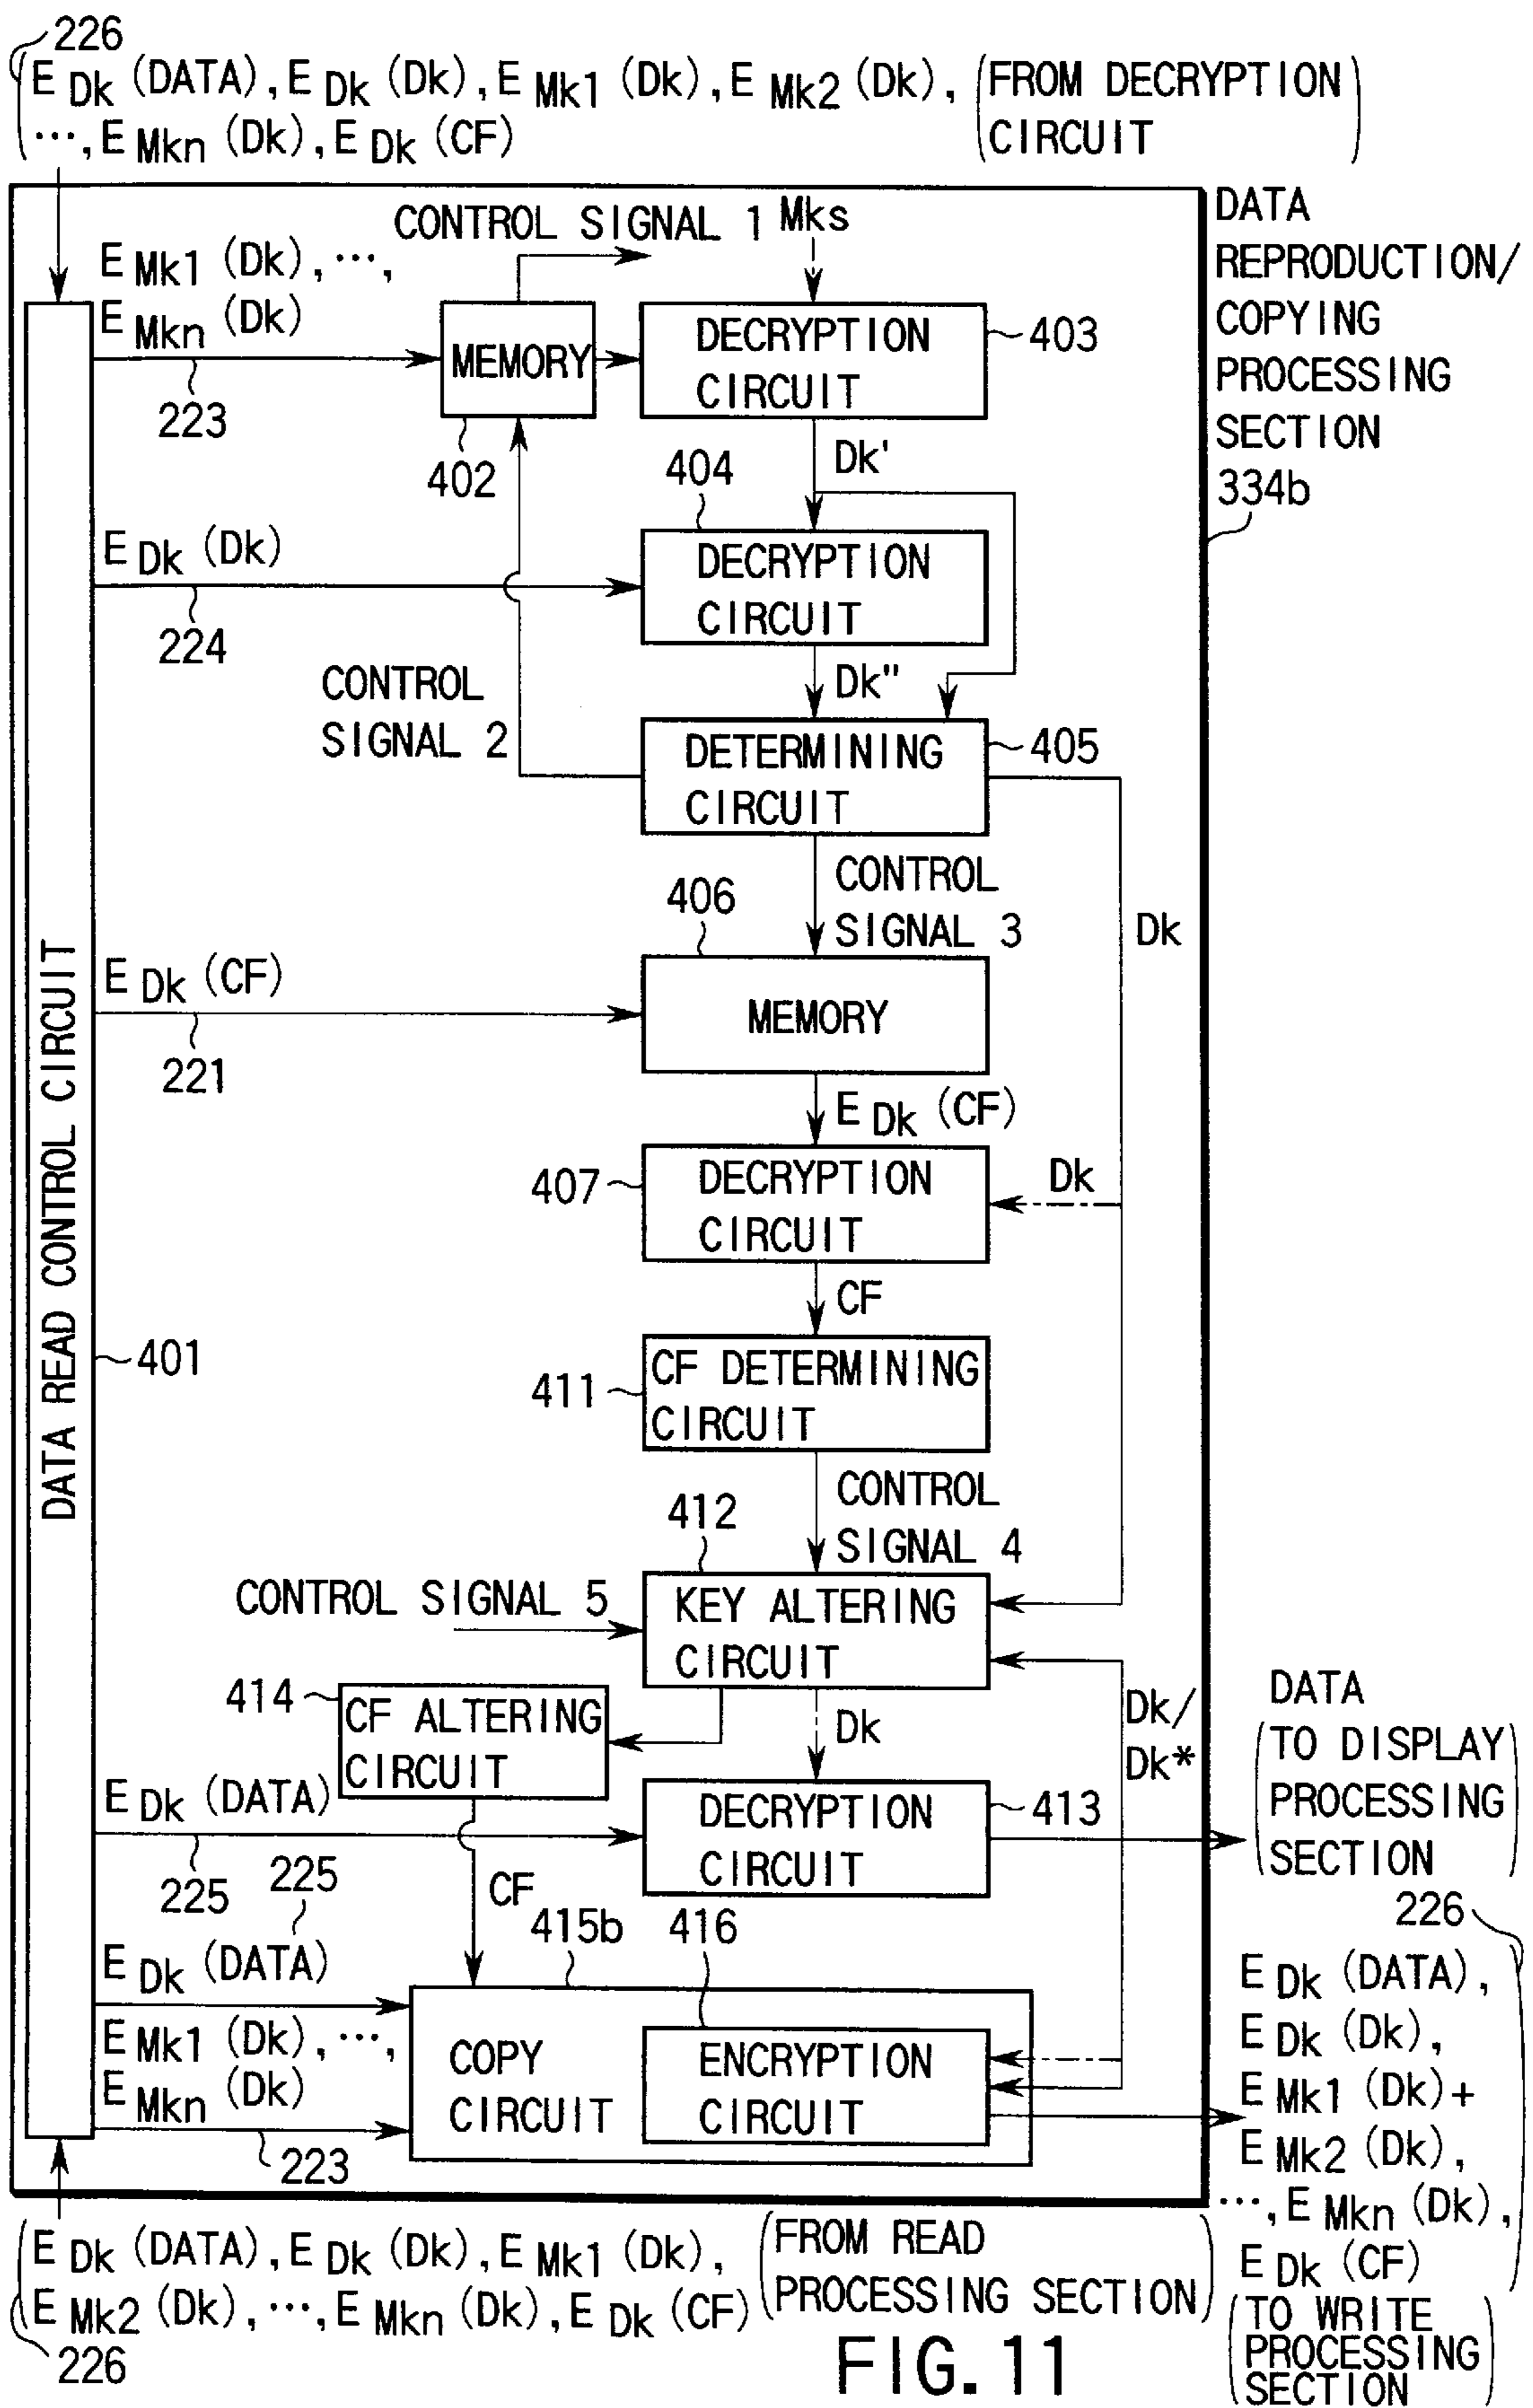 226
E Dk (DATA), E Dk (Dk), E Mk1 (Dk), E Mk2 (Dk), (FROM DECRYPTION
…, E Mkn (Dk), E Dk (CF) CIRCUIT)
CONTROL SIGNAL 1
Mks
DATA
REPRODUCTION/
COPYING
PROCESSING
SECTION
334b
E Mk1 (Dk), …,
E Mkn (Dk)
223
MEMORY
402
DECRYPTION
CIRCUIT
403
Dk'
404
E Dk (Dk)
224
DECRYPTION
CIRCUIT
Dk"
CONTROL
SIGNAL 2
DETERMINING
CIRCUIT
405
CONTROL
SIGNAL 3
Dk
406
E Dk (CF)
221
MEMORY
E Dk (CF)
407
DECRYPTION
CIRCUIT
Dk
CF
DATA READ CONTROL CIRCUIT
401
411
CF DETERMINING
CIRCUIT
CONTROL
SIGNAL 4
412
CONTROL SIGNAL 5
KEY ALTERING
CIRCUIT
414
CF ALTERING
CIRCUIT
Dk
Dk/
Dk*
E Dk (DATA)
225
DECRYPTION
CIRCUIT
413
DATA
(TO DISPLAY
PROCESSING
SECTION)
CF
225
E Dk (DATA)
415b
416
E Mk1 (Dk), …,
E Mkn (Dk)
223
COPY
CIRCUIT
ENCRYPTION
CIRCUIT
226
E Dk (DATA),
E Dk (Dk),
E Mk1 (Dk)+
E Mk2 (Dk),
…, E Mkn (Dk),
E Dk (CF)
(TO WRITE
PROCESSING
SECTION)
E Dk (DATA), E Dk (Dk), E Mk1 (Dk), (FROM READ
E Mk2 (Dk), …, E Mkn (Dk), E Dk (CF) PROCESSING SECTION)
226
FIG. 11